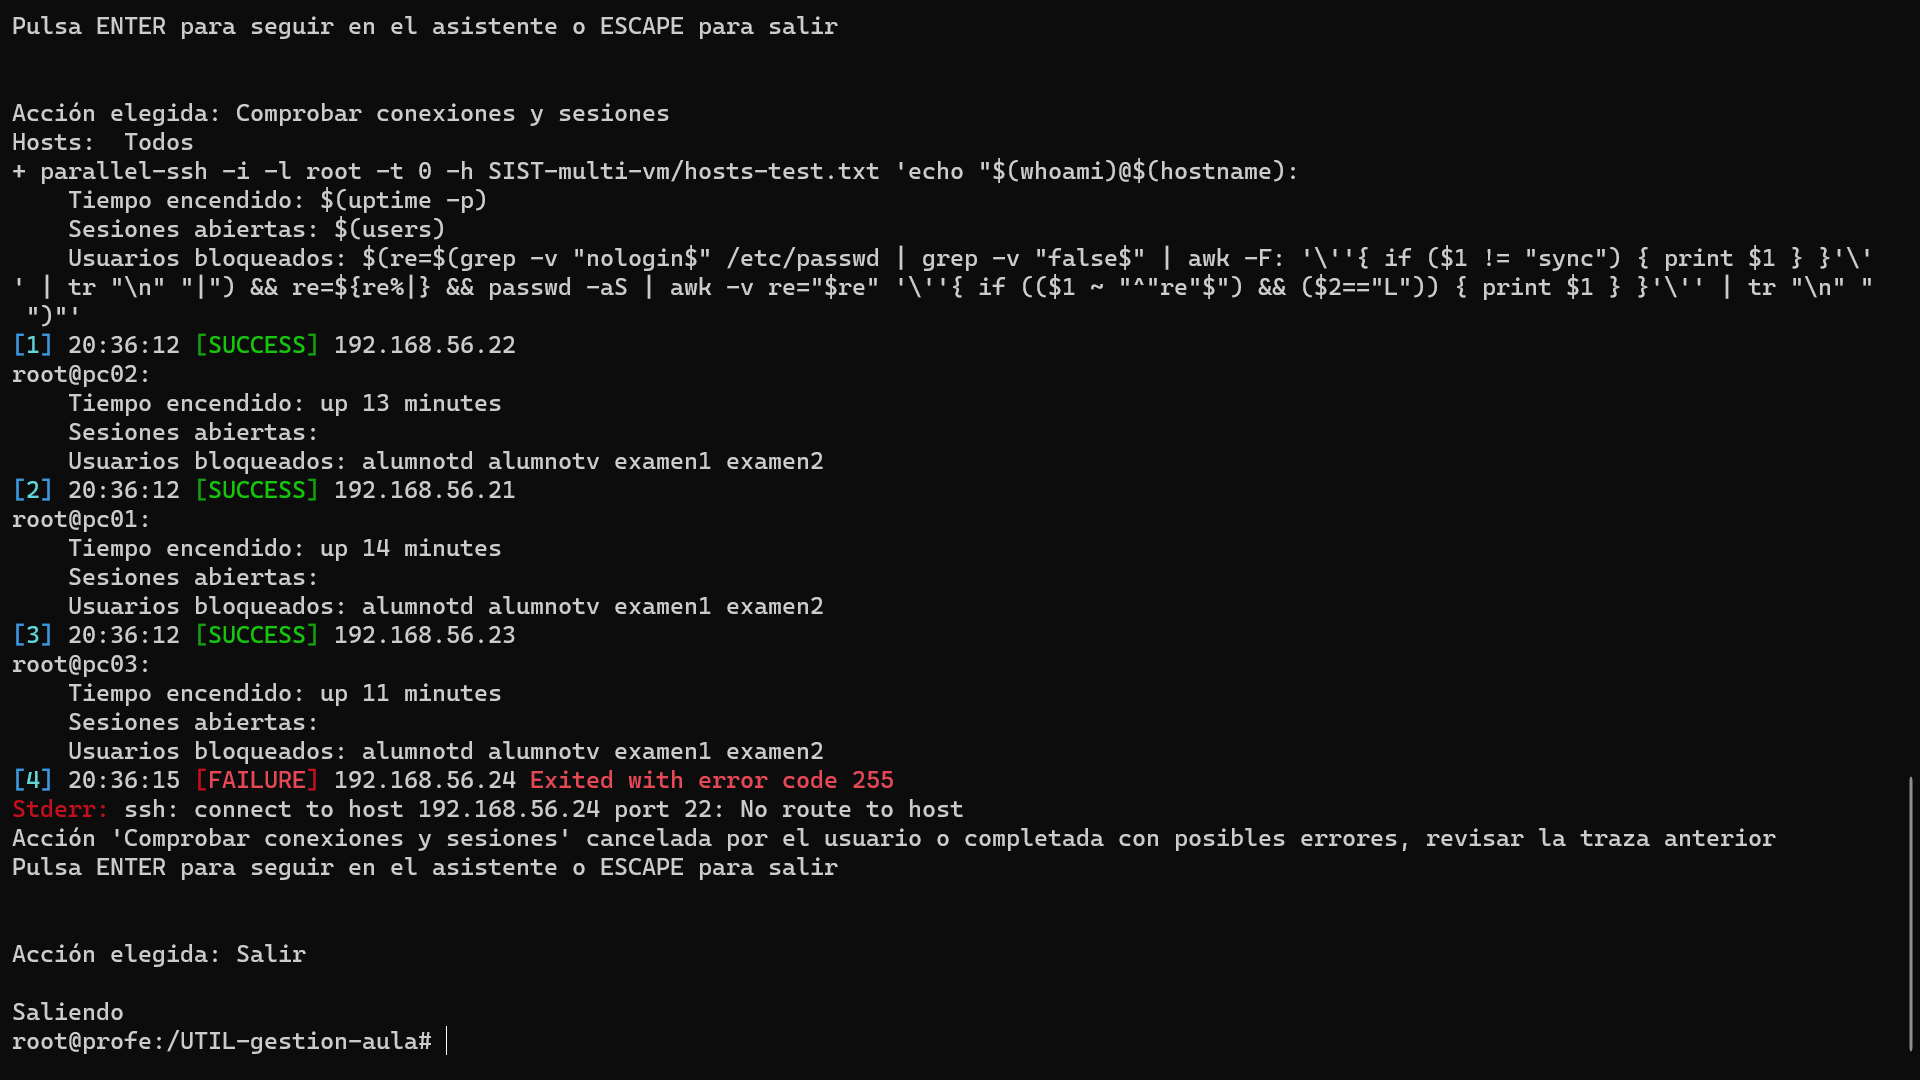 Pulsa ENTER para seguir en el asistente o ESCAPE para salir
Acción elegida: Comprobar conexiones y sesiones
Hosts:  Todos
+ parallel-ssh -i -l root -t 0 -h SIST-multi-vm/hosts-test.txt 'echo "$(whoami)@$(hostname):
    Tiempo encendido: $(uptime -p)
    Sesiones abiertas: $(users)
    Usuarios bloqueados: $(re=$(grep -v "nologin$" /etc/passwd | grep -v "false$" | awk -F: '\''{ if ($1 != "sync") { print $1 } }'\'
' | tr "\n" "|") && re=${re%|} && passwd -aS | awk -v re="$re" '\''{ if (($1 ~ "^"re"$") && ($2=="L")) { print $1 } }'\'' | tr "\n" "
 ")"'
[1] 20:36:12 [SUCCESS] 192.168.56.22
root@pc02:
    Tiempo encendido: up 13 minutes
    Sesiones abiertas:
    Usuarios bloqueados: alumnotd alumnotv examen1 examen2
[2] 20:36:12 [SUCCESS] 192.168.56.21
root@pc01:
    Tiempo encendido: up 14 minutes
    Sesiones abiertas:
    Usuarios bloqueados: alumnotd alumnotv examen1 examen2
[3] 20:36:12 [SUCCESS] 192.168.56.23
root@pc03:
    Tiempo encendido: up 11 minutes
    Sesiones abiertas:
    Usuarios bloqueados: alumnotd alumnotv examen1 examen2
[4] 20:36:15 [FAILURE] 192.168.56.24 Exited with error code 255
Stderr: ssh: connect to host 192.168.56.24 port 22: No route to host
Acción 'Comprobar conexiones y sesiones' cancelada por el usuario o completada con posibles errores, revisar la traza anterior
Pulsa ENTER para seguir en el asistente o ESCAPE para salir
Acción elegida: Salir
Saliendo
root@profe:/UTIL-gestion-aula#